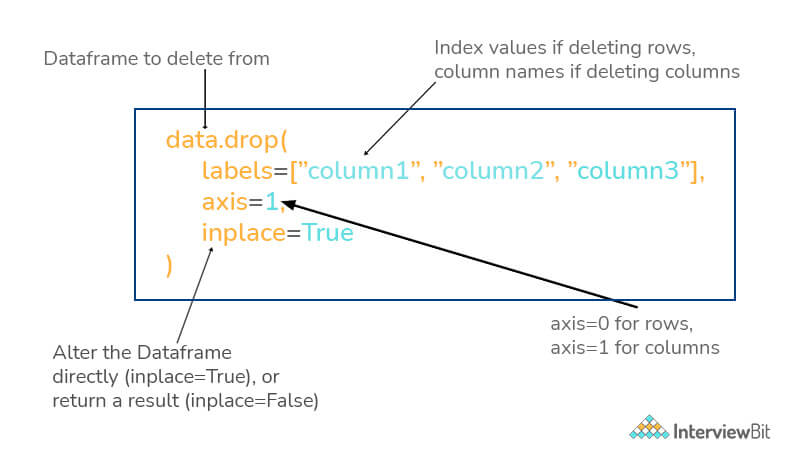 Dataframe to delete from
Index values if deleting rows,
column names if deleting columns
data.drop(
labels=["column1", "column2", "column3"],
axis=1,
inplace=True
)
axis=0 for rows,
axis=1 for columns
Alter the Dataframe
directly (inplace=True), or
return a result (inplace=False)
InterviewBit